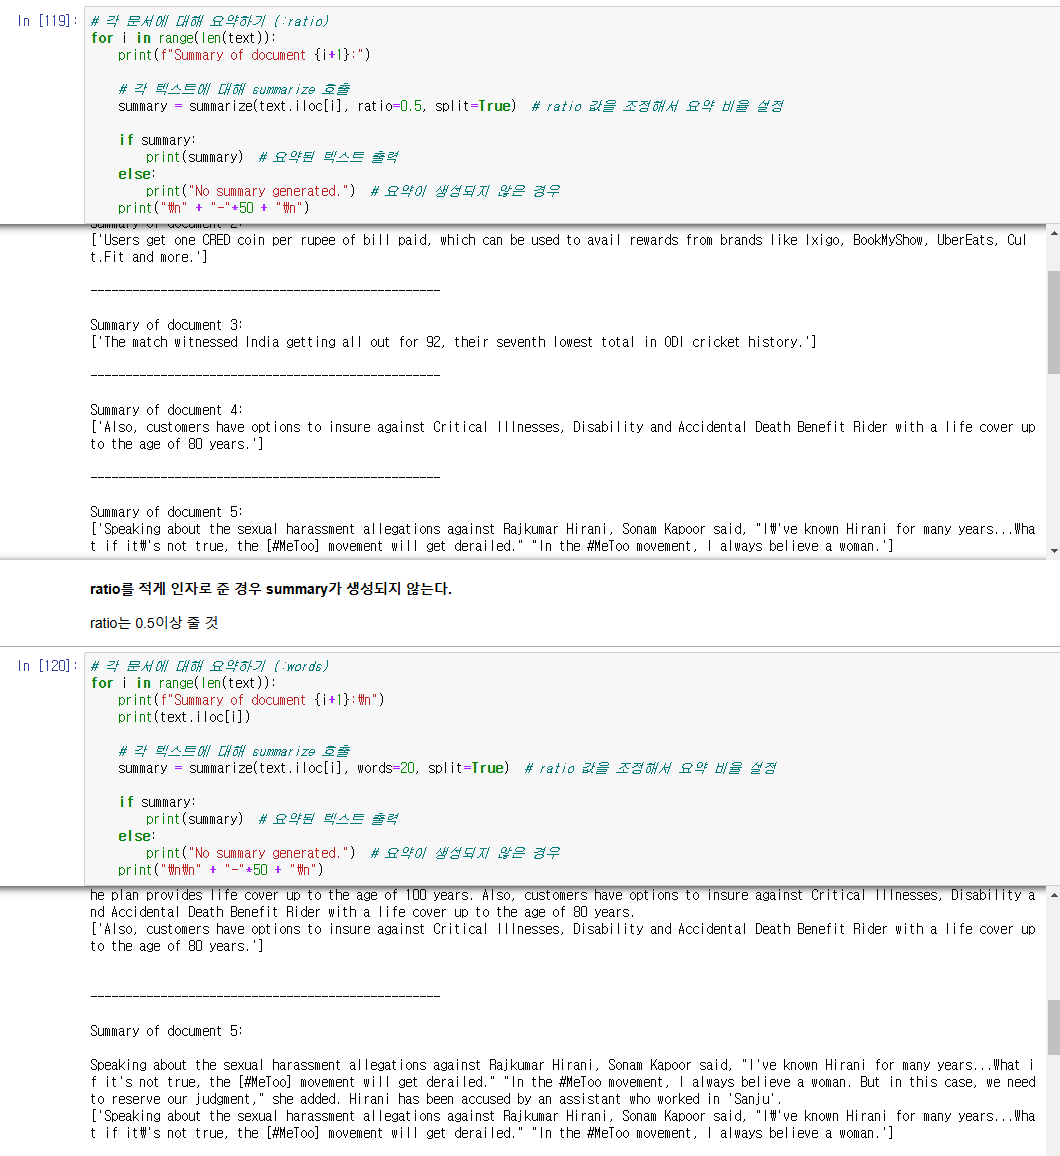 In [119]: # 각 문서에 대해 요약하기 (:ratio)
for i in range(len(text)):
    print(f"Summary of document {i+1}:")
    # 각 텍스트에 대해 summarize 호출
    summary = summarize(text.iloc[i], ratio=0.5, split=True)  # ratio 값을 조정해서 요약 비율 설정
    if summary:
        print(summary)  # 요약된 텍스트 출력
    else:
        print("No summary generated.")  # 요약이 생성되지 않은 경우
    print("₩n" + "-"*50 + "₩n")
Summary of document 2:
['Users get one CRED coin per rupee of bill paid, which can be used to avail rewards from brands like Ixigo, BookMyShow, UberEats, Cul
t.Fit and more.']
--------------------------------------------------
Summary of document 3:
['The match witnessed India getting all out for 92, their seventh lowest total in ODI cricket history.']
--------------------------------------------------
Summary of document 4:
['Also, customers have options to insure against Critical Illnesses, Disability and Accidental Death Benefit Rider with a life cover up
to the age of 80 years.']
--------------------------------------------------
Summary of document 5:
['Speaking about the sexual harassment allegations against Rajkumar Hirani, Sonam Kapoor said, "I₩'ve known Hirani for many years...Wha
t if it₩'s not true, the [#MeToo] movement will get derailed." "In the #MeToo movement, I always believe a woman.']
ratio를 적게 인자로 준 경우 summary가 생성되지 않는다.
ratio는 0.5이상 줄 것
In [120]: # 각 문서에 대해 요약하기 (:words)
for i in range(len(text)):
    print(f"Summary of document {i+1}:₩n")
    print(text.iloc[i])
    # 각 텍스트에 대해 summarize 호출
    summary = summarize(text.iloc[i], words=20, split=True)  # ratio 값을 조정해서 요약 비율 설정
    if summary:
        print(summary)  # 요약된 텍스트 출력
    else:
        print("No summary generated.")  # 요약이 생성되지 않은 경우
    print("₩n₩n" + "-"*50 + "₩n")
he plan provides life cover up to the age of 100 years. Also, customers have options to insure against Critical Illnesses, Disability a
nd Accidental Death Benefit Rider with a life cover up to the age of 80 years.
['Also, customers have options to insure against Critical Illnesses, Disability and Accidental Death Benefit Rider with a life cover up
to the age of 80 years.']
--------------------------------------------------
Summary of document 5:
Speaking about the sexual harassment allegations against Rajkumar Hirani, Sonam Kapoor said, "I've known Hirani for many years...What i
f it's not true, the [#MeToo] movement will get derailed." "In the #MeToo movement, I always believe a woman. But in this case, we need
to reserve our judgment," she added. Hirani has been accused by an assistant who worked in 'Sanju'.
['Speaking about the sexual harassment allegations against Rajkumar Hirani, Sonam Kapoor said, "I₩'ve known Hirani for many years...Wha
t if it₩'s not true, the [#MeToo] movement will get derailed." "In the #MeToo movement, I always believe a woman.']